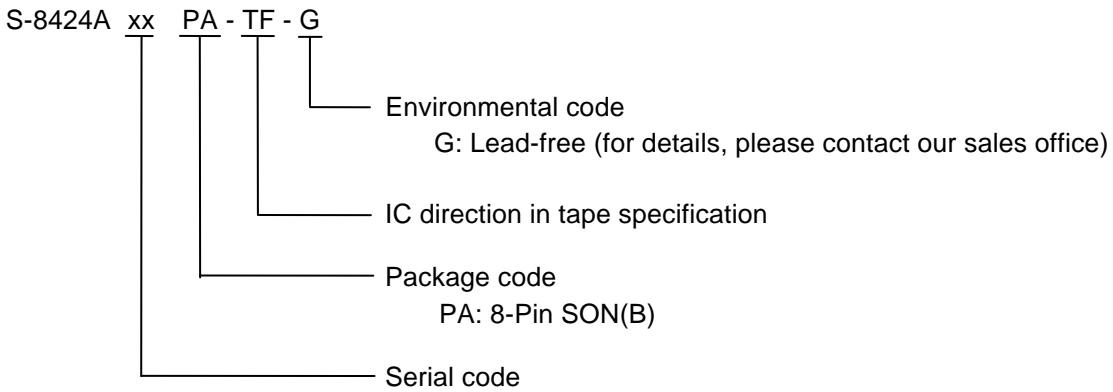 S-8424A xx PA - TF - G
Environmental code
G: Lead-free (for details, please contact our sales office)
IC direction in tape specification
Package code
PA: 8-Pin SON(B)
Serial code